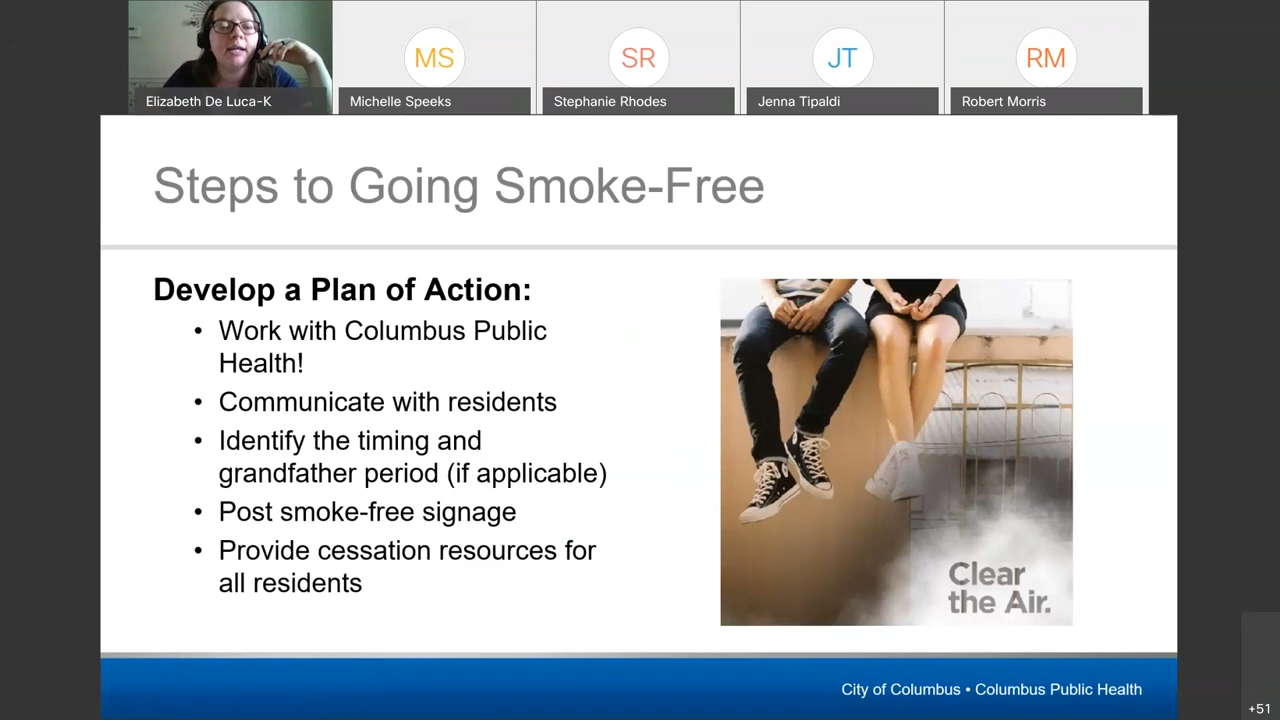 MS
SR
JT
RM
Elizabeth De Luca-K
Michelle Speeks
Stephanie Rhodes
Jenna Tipaldi
Robert Morris
Steps to Going Smoke-Free
Develop a Plan of Action:
• Work with Columbus Public
Health!
• Communicate with residents
• Identify the timing and
grandfather period (if applicable)
• Post smoke-free signage
• Provide cessation resources for
all residents
Clear
the Air.
City of Columbus • Columbus Public Health
+51